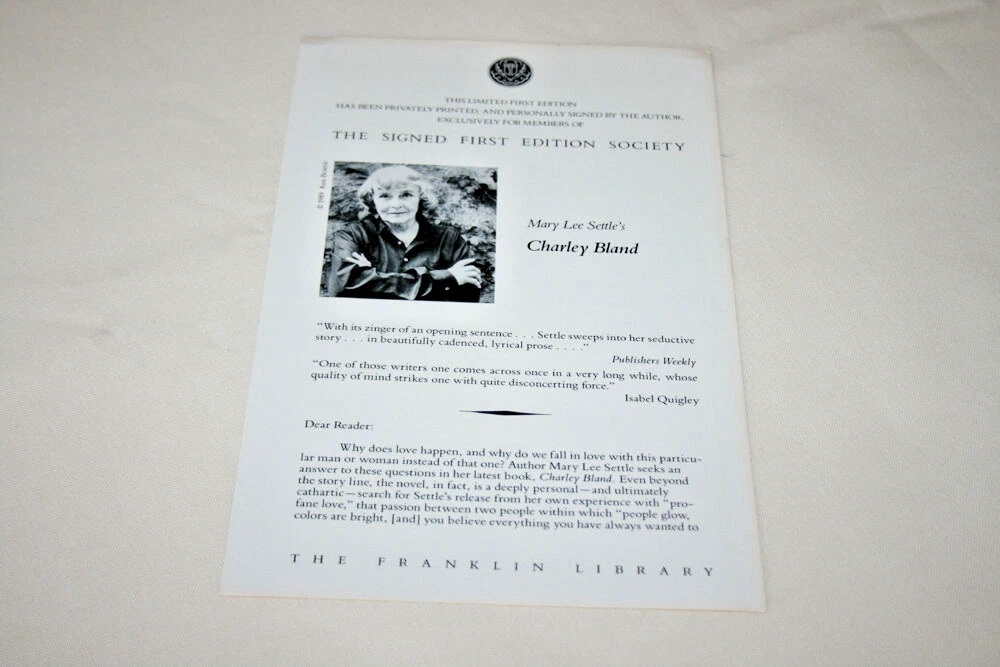 THIS LIMITED FIRST EDITION
HAS BEEN PRIVATELY PRINTED, AND PERSONALLY SIGNED BY THE AUTHOR,
EXCLUSIVELY FOR MEMBERS OF
THE SIGNED FIRST EDITION SOCIETY
© 1989 Ann Beattie
Mary Lee Settle's
Charley Bland
"With its zinger of an opening sentence . . . Settle sweeps into her seductive
story . . . in beautifully cadenced, lyrical prose . . . ."
Publishers Weekly
"One of those writers one comes across once in a very long while, whose
quality of mind strikes one with quite disconcerting force."
Isabel Quigley
Dear Reader:
Why does love happen, and why do we fall in love with this particu-
lar man or woman instead of that one? Author Mary Lee Settle seeks an
answer to these questions in her latest book, Charley Bland. Even beyond
the story line, the novel, in fact, is a deeply personal—and ultimately
cathartic—search for Settle's release from her own experience with "pro-
fane love," that passion between two people within which "people glow,
colors are bright, [and] you believe everything you have always wanted to
THE FRANKLIN LIBRARY